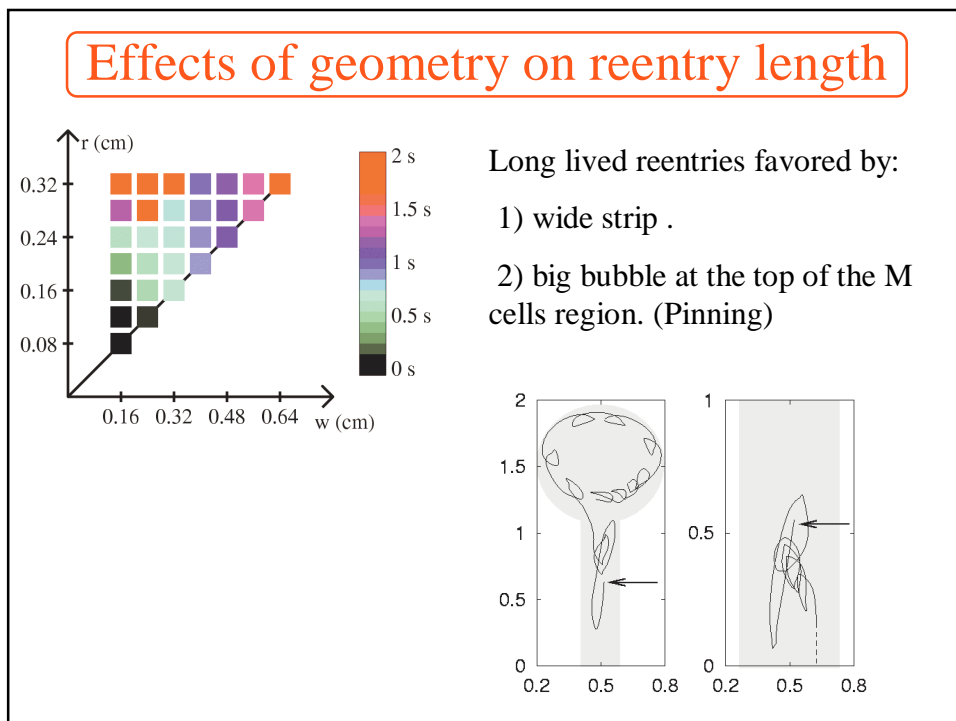 Effects of geometry on reentry length
r (cm)
0.32
0.24
0.16
0.08
0.16 0.32 0.48 0.64
w (cm)
2 s
1.5 s
1 s
0.5 s
0 s
Long lived reentries favored by:
1) wide strip .
2) big bubble at the top of the M
cells region. (Pinning)
2
1.5
1
0.5
0
0.2 0.5 0.8
1
0.5
0
0.2 0.5 0.8